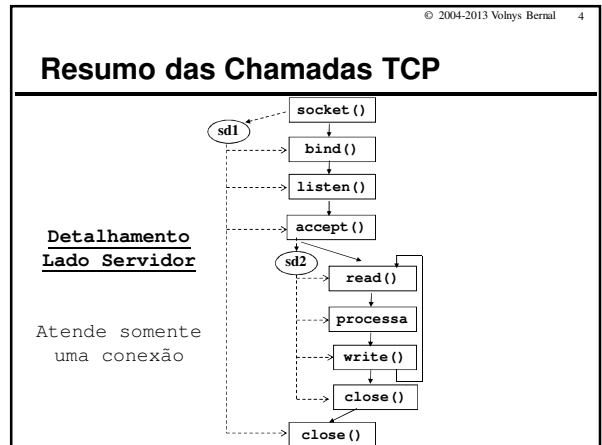 © 2004-2013 Volnys Bernal 4
Resumo das Chamadas TCP
socket()
sd1
bind()
listen()
accept()
Detalhamento
Lado Servidor
sd2
read()
processa
Atende somente
uma conexão
write()
close()
close()